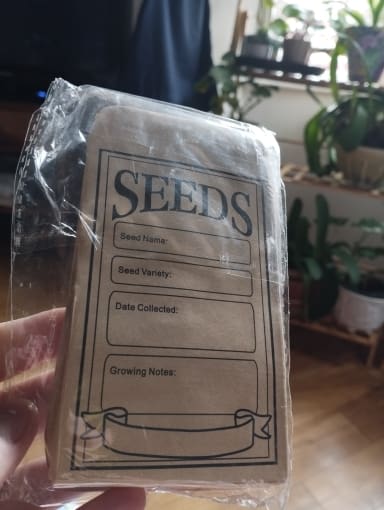 SEEDS
Seed Name:
Seed Variety:
Date Collected:
Growing Notes: